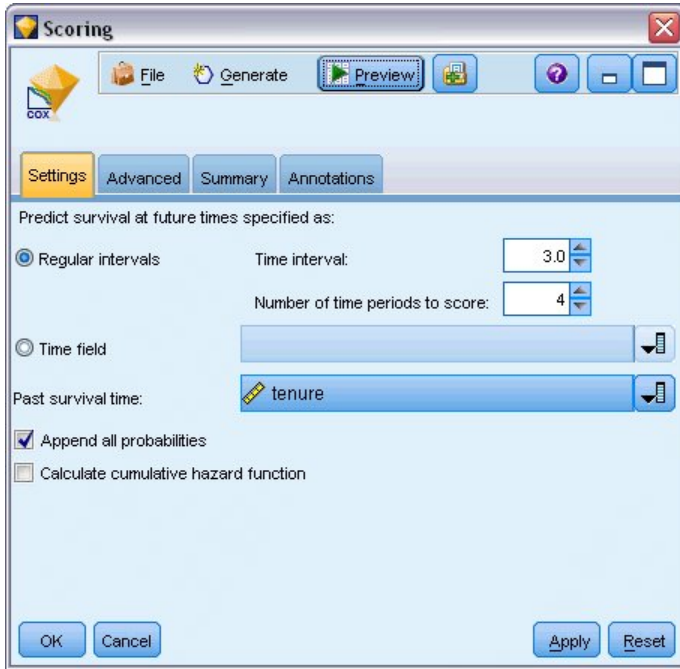 Scoring
File Generate Preview
COX
Settings Advanced Summary Annotations
Predict survival at future times specified as:
Regular intervals Time interval: 3.0
Number of time periods to score: 4
Time field
Past survival time: tenure
Append all probabilities
Calculate cumulative hazard function
OK Cancel Apply Reset